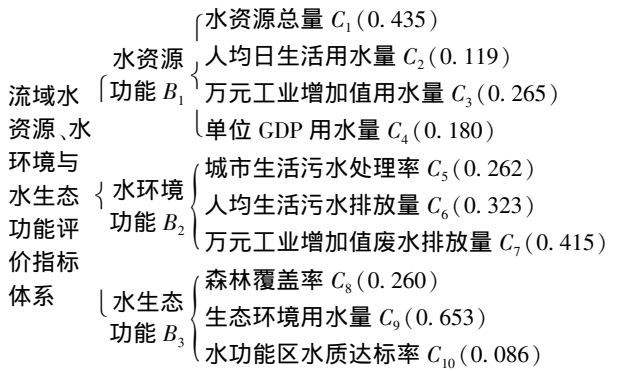 流域水
资源、水
环境与
水生态
功能评
价指标
体系
水资源
功能 B₁
水资源总量 C₁(0.435)
人均日生活用水量 C₂(0.119)
万元工业增加值用水量 C₃(0.265)
单位 GDP 用水量 C₄(0.180)
水环境
功能 B₂
城市生活污水处理率 C₅(0.262)
人均生活污水排放量 C₆(0.323)
万元工业增加值废水排放量 C₇(0.415)
水生态
功能 B₃
森林覆盖率 C₈(0.260)
生态环境用水量 C₉(0.653)
水功能区水质达标率 C₁₀(0.086)